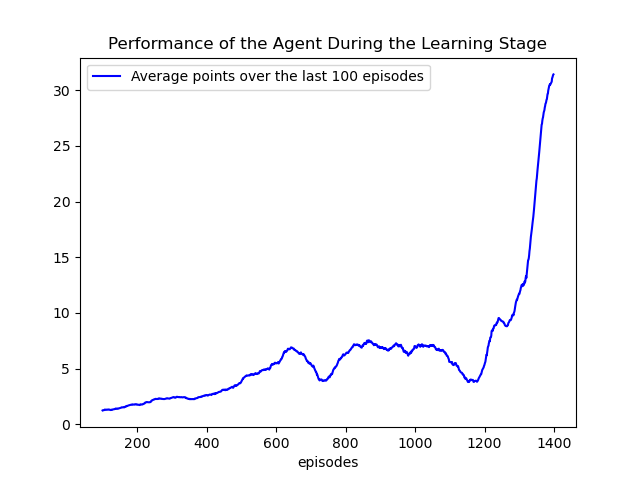 Performance of the Agent During the Learning Stage
Average points over the last 100 episodes
30
25
20
15
10
5
0
200 400 600 800 1000 1200 1400
episodes